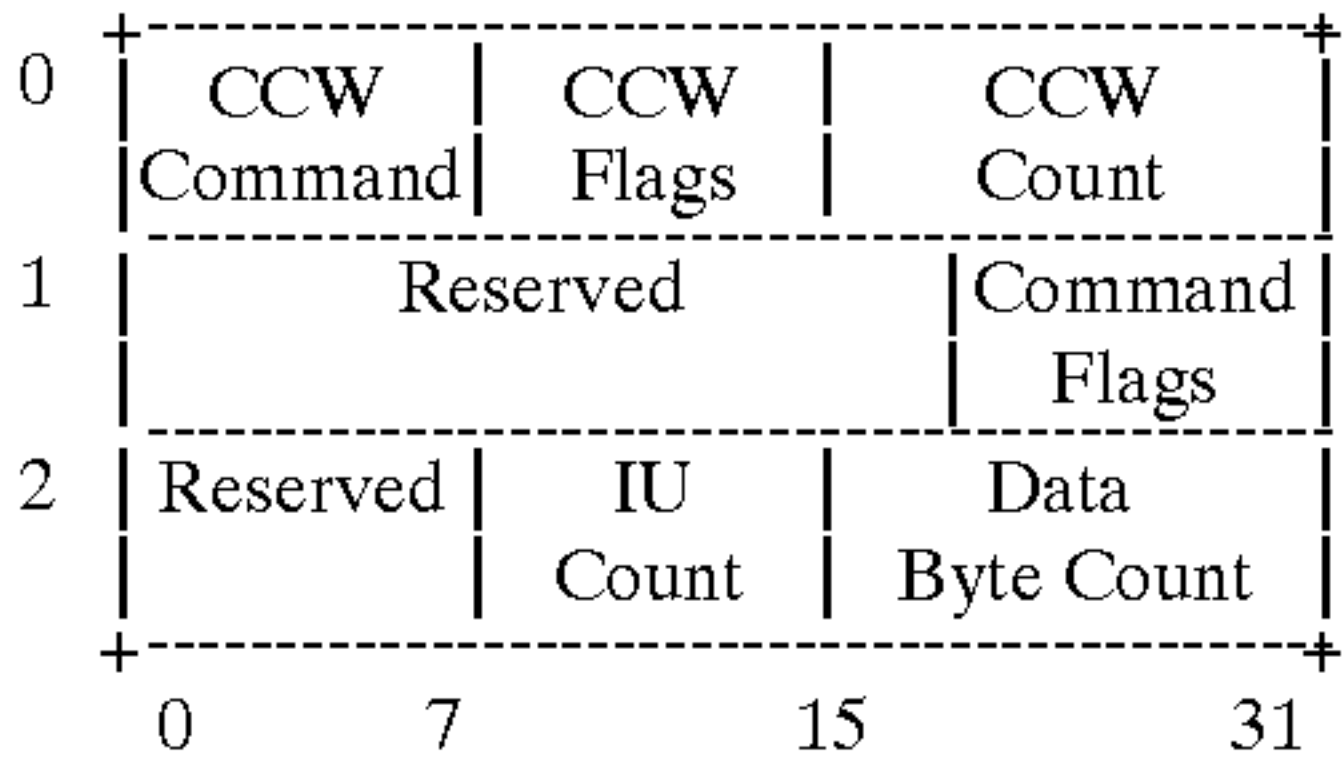 0 CCW CCW CCW
Command Flags Count
1 Reserved Command
Flags
2 Reserved IU Data
Count Byte Count
0 7 15 31